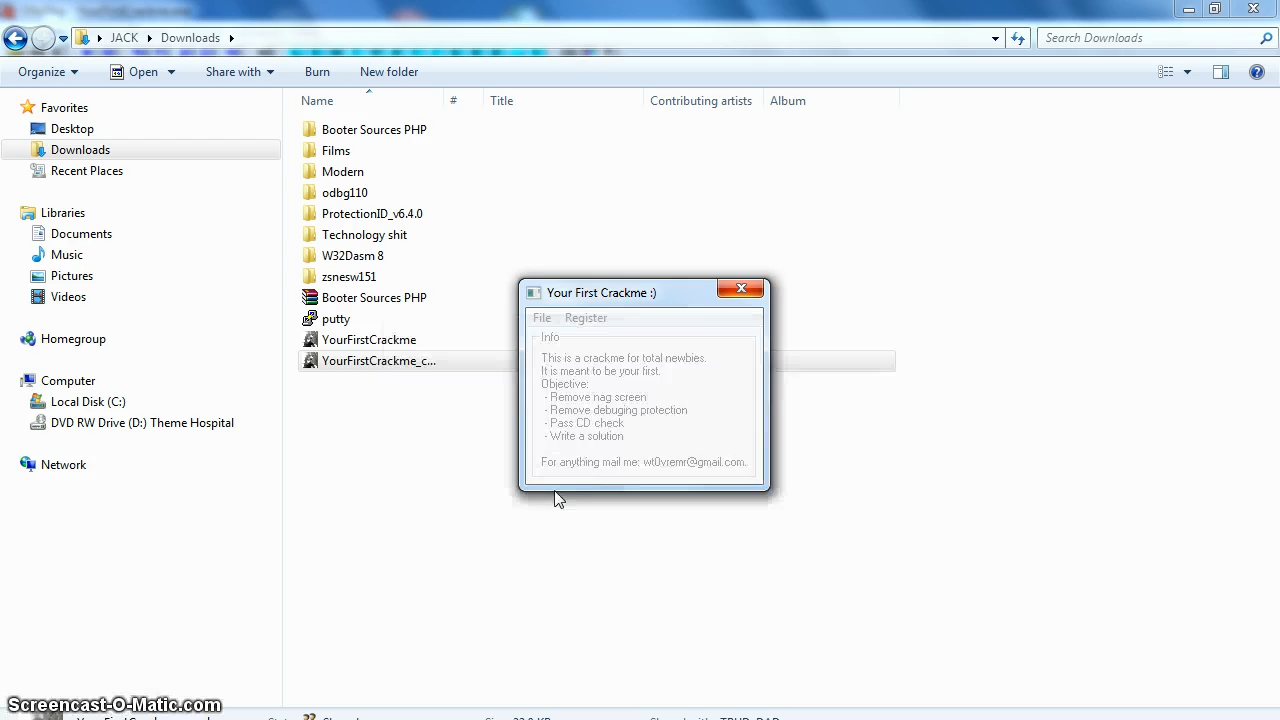 JACK Downloads Search Downloads
Organize Open Share with Burn New folder
Name # Title Contributing artists Album
Favorites
Desktop
Downloads
Recent Places
Libraries
Documents
Music
Pictures
Videos
Homegroup
Computer
Local Disk (C:)
DVD RW Drive (D:) Theme Hospital
Network
Booter Sources PHP
Films
Modern
odbg110
ProtectionID_v6.4.0
Technology shit
W32Dasm 8
zsnesw151
Booter Sources PHP
putty
YourFirstCrackme
YourFirstCrackme_c...
Your First Crackme :)
File Register
Info
This is a crackme for total newbies.
It is meant to be your first.
Objective:
- Remove nag screen
- Remove debuging protection
- Pass CD check
- Write a solution
For anything mail me: wt0vremr@gmail.com.
Screencast-O-Matic.com